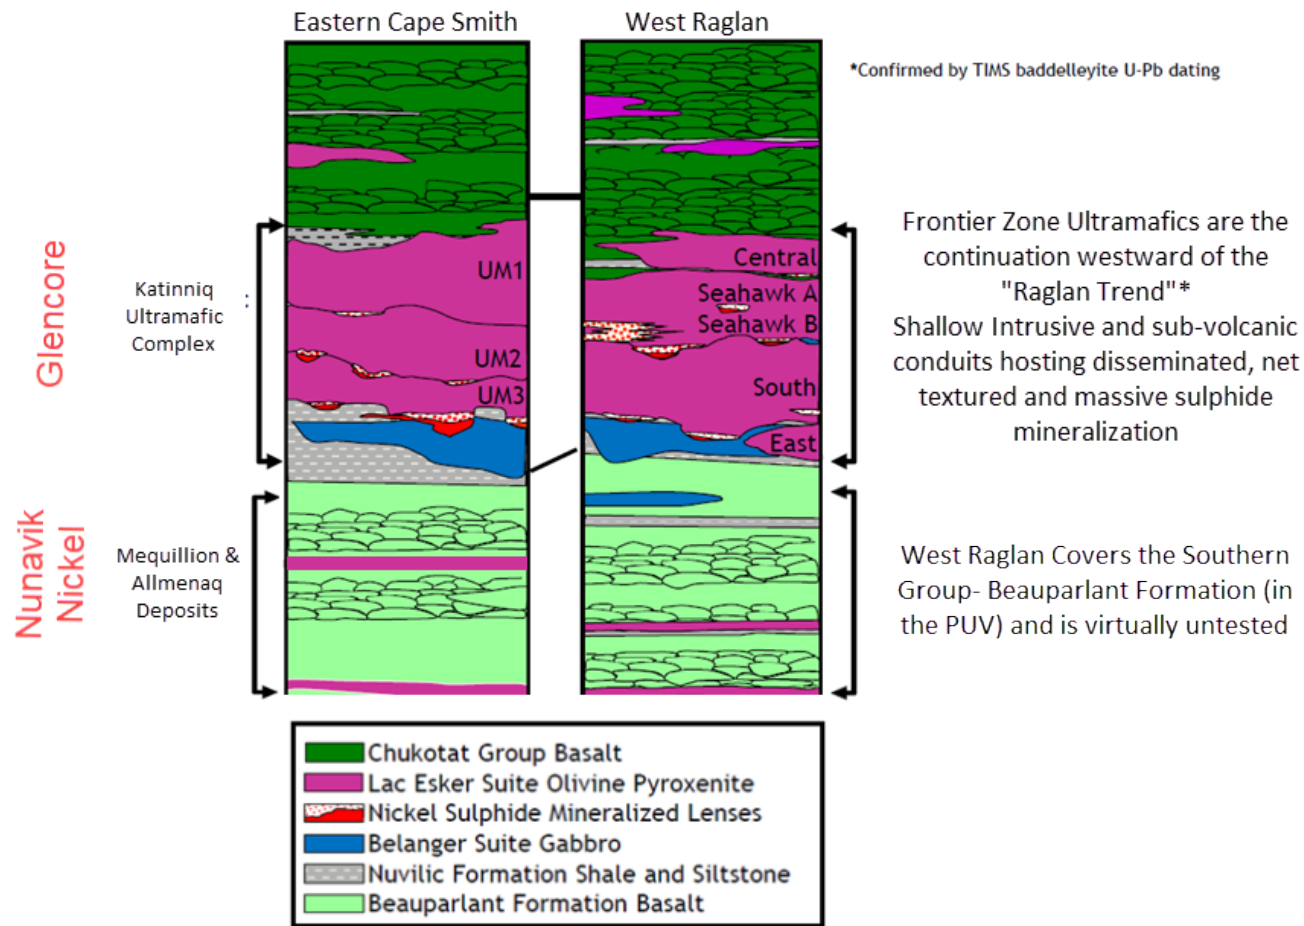 Eastern Cape Smith
West Raglan
*Confirmed by TIMS baddelleyite U-Pb dating
Glencore
Katinniq
Ultramafic
Complex
:
UM1
UM2
UM3
Central
Seahawk A
Seahawk B
South
East
Frontier Zone Ultramafics are the
continuation westward of the
"Raglan Trend"*
Shallow Intrusive and sub-volcanic
conduits hosting disseminated, net
textured and massive sulphide
mineralization
Nunavik
Nickel
Mequillion &
Allmenaq
Deposits
West Raglan Covers the Southern
Group- Beauparlant Formation (in
the PUV) and is virtually untested
Chukotat Group Basalt
Lac Esker Suite Olivine Pyroxenite
Nickel Sulphide Mineralized Lenses
Belanger Suite Gabbro
Nuvilic Formation Shale and Siltstone
Beauparlant Formation Basalt